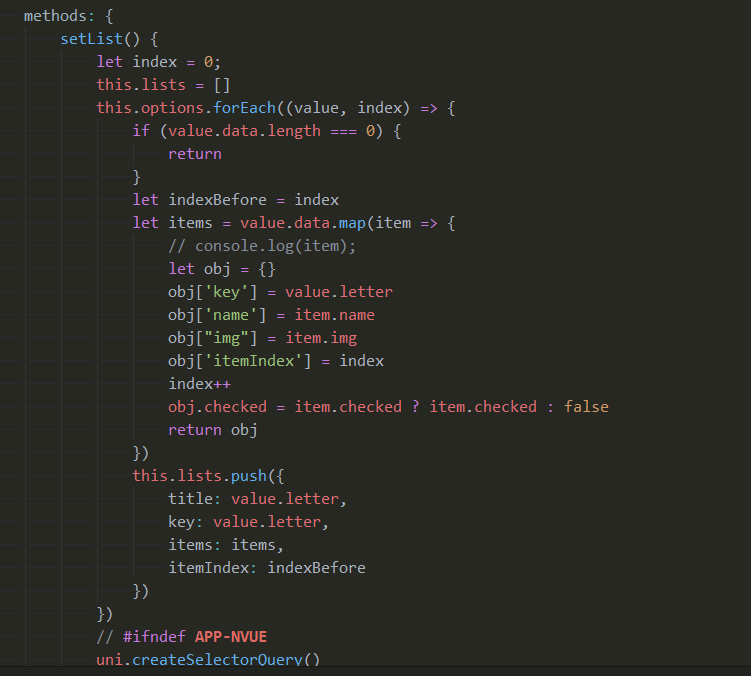 methods: {
setList() {
let index = 0;
this.lists = []
this.options.forEach((value, index) => {
if (value.data.length === 0) {
return
}
let indexBefore = index
let items = value.data.map(item => {
// console.log(item);
let obj = {}
obj['key'] = value.letter
obj['name'] = item.name
obj["img"] = item.img
obj['itemIndex'] = index
index++
obj.checked = item.checked ? item.checked : false
return obj
})
this.lists.push({
title: value.letter,
key: value.letter,
items: items,
itemIndex: indexBefore
})
})
// #ifndef APP-NVUE
uni.createSelectorQuery()